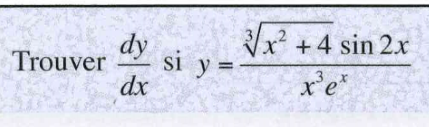 Trouver dy/dx si y = ∛(x² + 4) sin 2x / x³eˣ